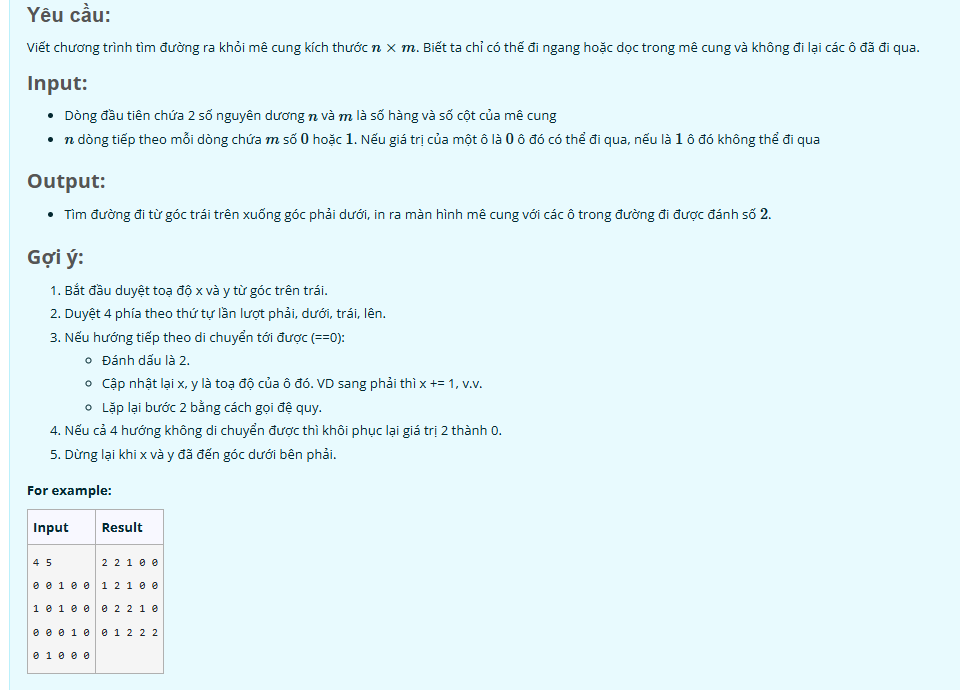 Yêu cầu:
Viết chương trình tìm đường ra khỏi mê cung kích thước n × m. Biết ta chỉ có thể đi ngang hoặc dọc trong mê cung và không đi lại các ô đã đi qua.
Input:
• Dòng đầu tiên chứa 2 số nguyên dương n và m là số hàng và số cột của mê cung
• n dòng tiếp theo mỗi dòng chứa m số 0 hoặc 1. Nếu giá trị của một ô là 0 ô đó có thể đi qua, nếu là 1 ô đó không thể đi qua
Output:
• Tìm đường đi từ góc trái trên xuống góc phải dưới, in ra màn hình mê cung với các ô trong đường đi được đánh số 2.
Gợi ý:
1. Bắt đầu duyệt toạ độ x và y từ góc trên trái.
2. Duyệt 4 phía theo thứ tự lần lượt phải, dưới, trái, lên.
3. Nếu hướng tiếp theo di chuyển tới được (==0):
○ Đánh dấu là 2.
○ Cập nhật lại x, y là toạ độ của ô đó. VD sang phải thì x += 1, v.v.
○ Lặp lại bước 2 bằng cách gọi đệ quy.
4. Nếu cả 4 hướng không di chuyển được thì khôi phục lại giá trị 2 thành 0.
5. Dừng lại khi x và y đã đến góc dưới bên phải.
For example:
Input Result
4 5 2 2 1 0 0
0 0 1 0 0 1 2 1 0 0
1 0 1 0 0 0 2 2 1 0
0 0 0 1 0 0 1 2 2 2
0 1 0 0 0